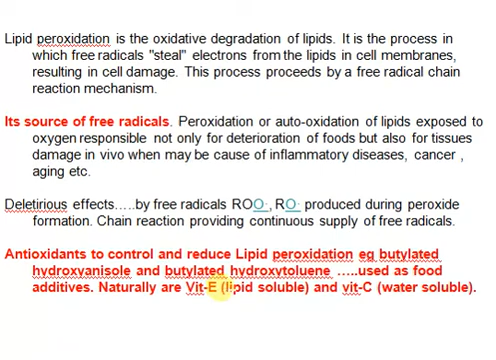 Lipid peroxidation is the oxidative degradation of lipids. It is the process in
which free radicals "steal" electrons from the lipids in cell membranes,
resulting in cell damage. This process proceeds by a free radical chain
reaction mechanism.
Its source of free radicals. Peroxidation or auto-oxidation of lipids exposed to
oxygen responsible not only for deterioration of foods but also for tissues
damage in vivo when may be cause of inflammatory diseases, cancer ,
aging etc.
Deletirious effects.....by free radicals ROO·, RO· produced during peroxide
formation. Chain reaction providing continuous supply of free radicals.
Antioxidants to control and reduce Lipid peroxidation eg butylated
hydroxvanisole and butylated hydroxytoluene .....used as food
additives. Naturally are Vit-E (lipid soluble) and vit-C (water soluble).